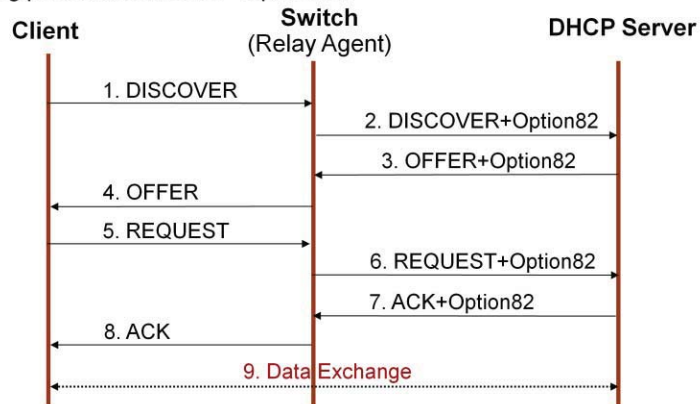 Client
Switch
(Relay Agent)
DHCP Server
1. DISCOVER
2. DISCOVER+Option82
3. OFFER+Option82
4. OFFER
5. REQUEST
6. REQUEST+Option82
7. ACK+Option82
8. ACK
9. Data Exchange